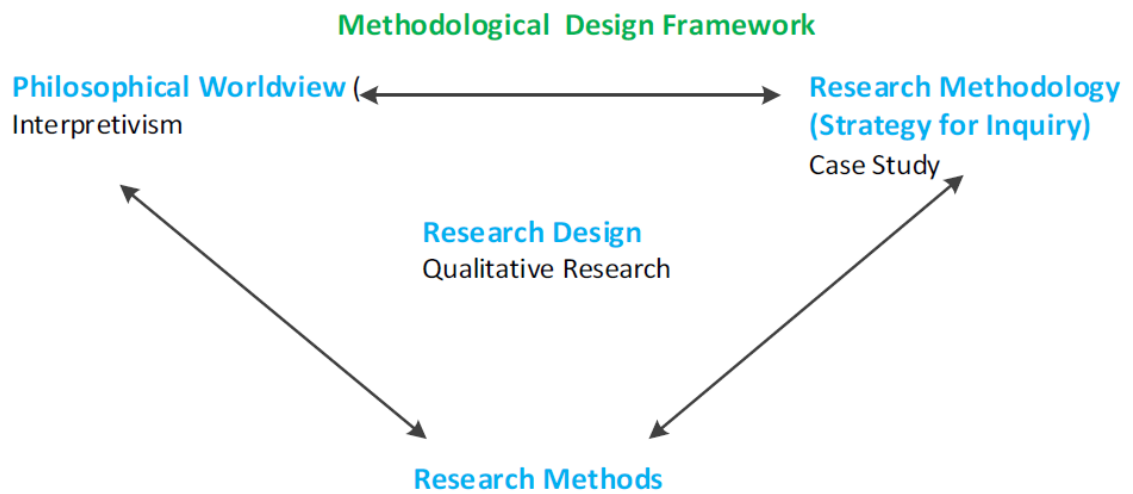 Methodological Design Framework
Philosophical Worldview (
Interpretivism
Research Methodology
(Strategy for Inquiry)
Case Study
Research Design
Qualitative Research
Research Methods